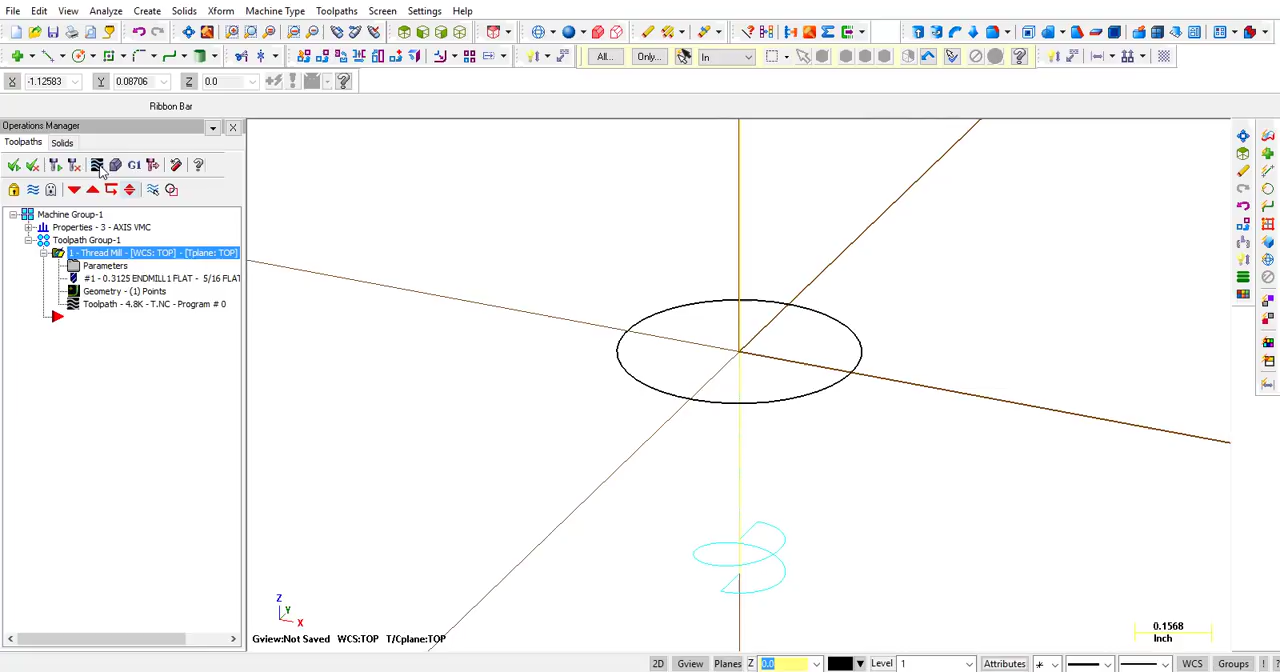 File Edit View Analyze Create Solids Xform Machine Type Toolpaths Screen Settings Help
All... Only... In
X -1.12583 Y 0.08706 Z 0.0
Ribbon Bar
Operations Manager
Toolpaths Solids
G1
Machine Group-1
Properties - 3 - AXIS VMC
Toolpath Group-1
1 - Thread Mill - [WCS: TOP] - [Tplane: TOP]
Parameters
#1 - 0.3125 ENDMILL1 FLAT - 5/16 FLAT
Geometry - (1) Points
Toolpath - 4.8K - T.NC - Program # 0
Z
Y
X
Gview:Not Saved WCS:TOP T/Cplane:TOP
0.1568
Inch
2D Gview Planes Z 0.0 Level 1 Attributes WCS Groups ! ?